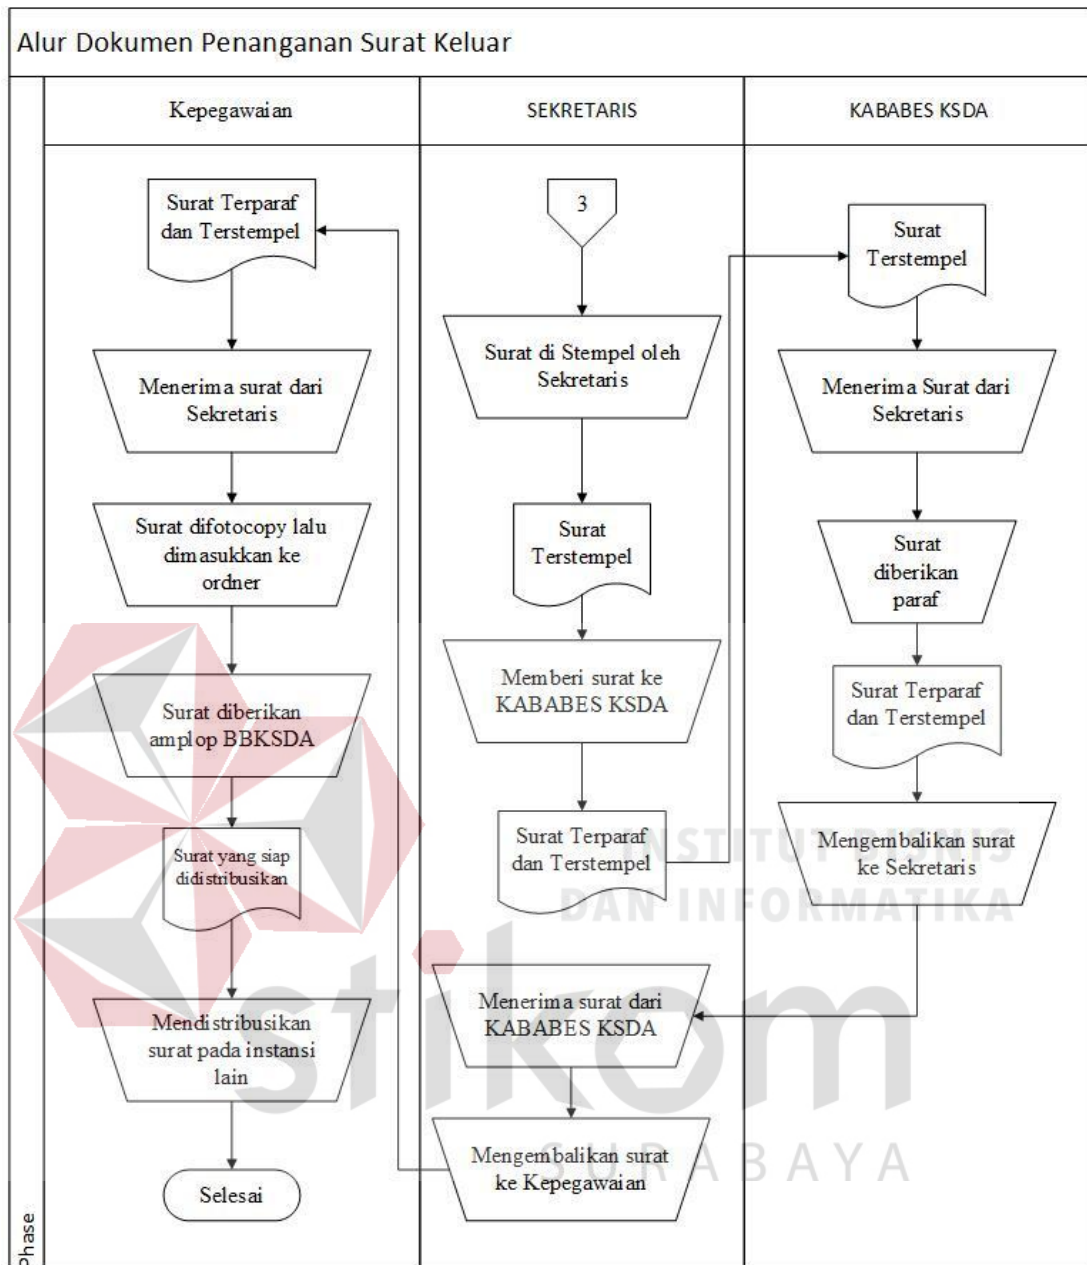 Alur Dokumen Penanganan Surat Keluar
Kepegawaian
SEKRETARIS
KABABES KSDA
Surat Terparaf
dan Terstempel
Menerima surat dari
Sekretaris
Surat difotocopy lalu
dimasukkan ke
ordner
Surat diberikan
amplop BBKSDA
Surat yang siap
didistribusikan
Mendistribusikan
surat pada instansi
lain
Selesai
3
Surat di Stempel oleh
Sekretaris
Surat
Terstempel
Memberi surat ke
KABABES KSDA
Surat Terparaf
dan Terstempel
Menerima surat dari
KABABES KSDA
Mengembalikan surat
ke Kepegawaian
Surat
Terstempel
Menerima Surat dari
Sekretaris
Surat
diberikan
paraf
Surat Terparaf
dan Terstempel
Mengembalikan surat
ke Sekretaris
Phase
INSTITUT BISNIS
DAN INFORMATIKA
stikom
SURABAYA